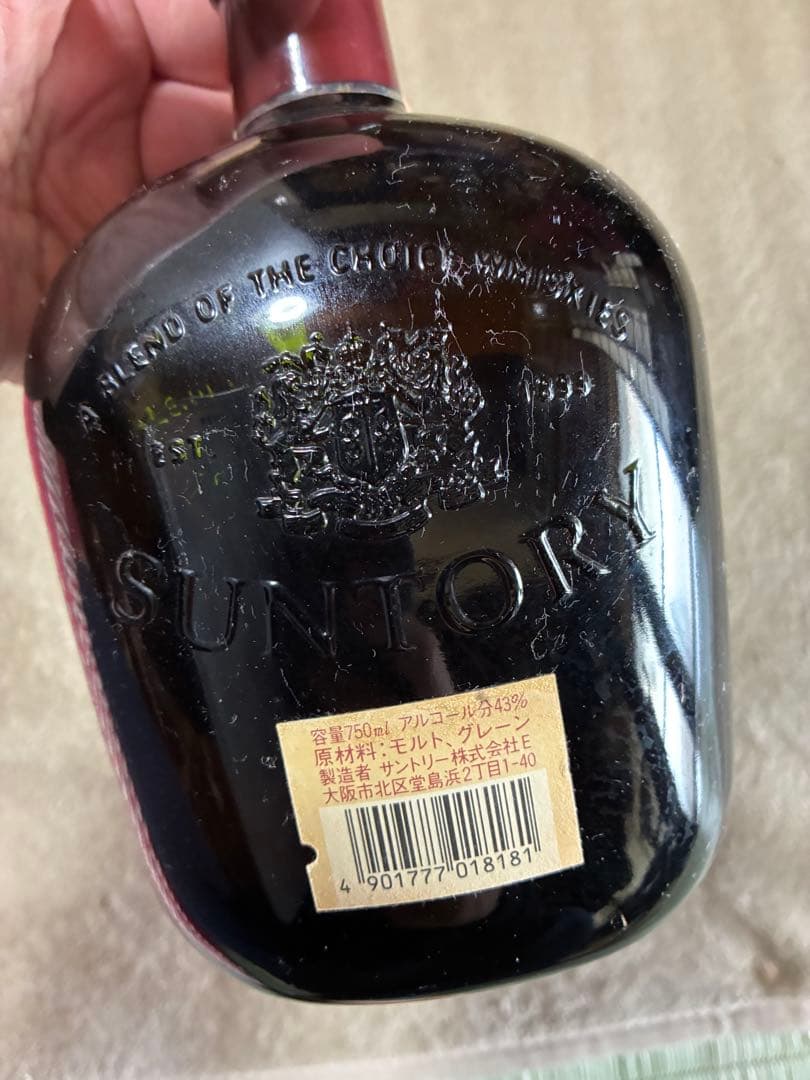 A BLEND OF THE CHOICE WHISKIES
EST. 1899
SUNTORY
容量750ml アルコール分43%
原材料：モルト、グレーン
製造者 サントリー株式会社E
大阪市北区堂島浜2丁目1-40
4 901777 018181